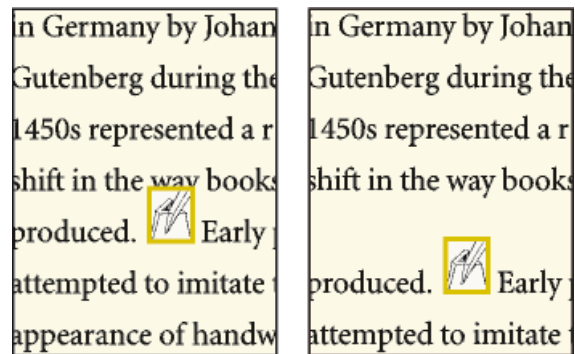 in Germany by Johan
Gutenberg during the
1450s represented a r
shift in the way books
produced. Early
attempted to imitate
appearance of handw
in Germany by Johan
Gutenberg during the
1450s represented a r
shift in the way books
produced. Early
attempted to imitate